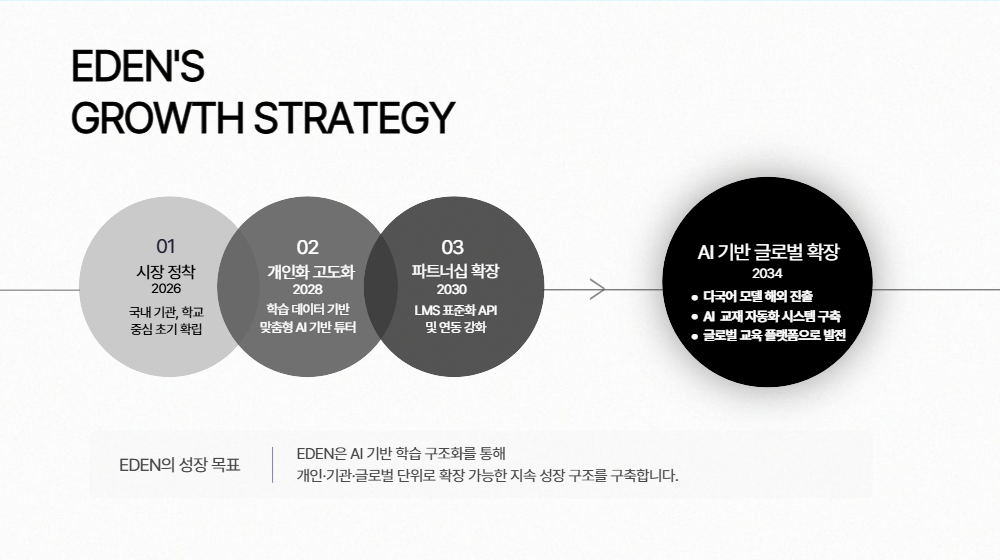 EDEN'S
GROWTH STRATEGY
01
시장 정착
2026
국내 기관, 학교
중심 초기 확립
02
개인화 고도화
2028
학습 데이터 기반
맞춤형 AI 기반 튜터
03
파트너십 확장
2030
LMS 표준화 API
및 연동 강화
AI 기반 글로벌 확장
2034
● 다국어 모델 해외 진출
● AI 교재 자동화 시스템 구축
● 글로벌 교육 플랫폼으로 발전
EDEN의 성장 목표
EDEN은 AI 기반 학습 구조화를 통해
개인·기관·글로벌 단위로 확장 가능한 지속 성장 구조를 구축합니다.